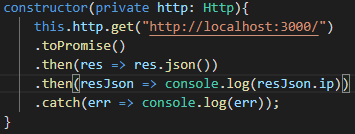 constructor(private http: Http){
this.http.get("http://localhost:3000/")
.toPromise()
.then(res => res.json())
.then(resJson => console.log(resJson.ip))
.catch(err => console.log(err));
}